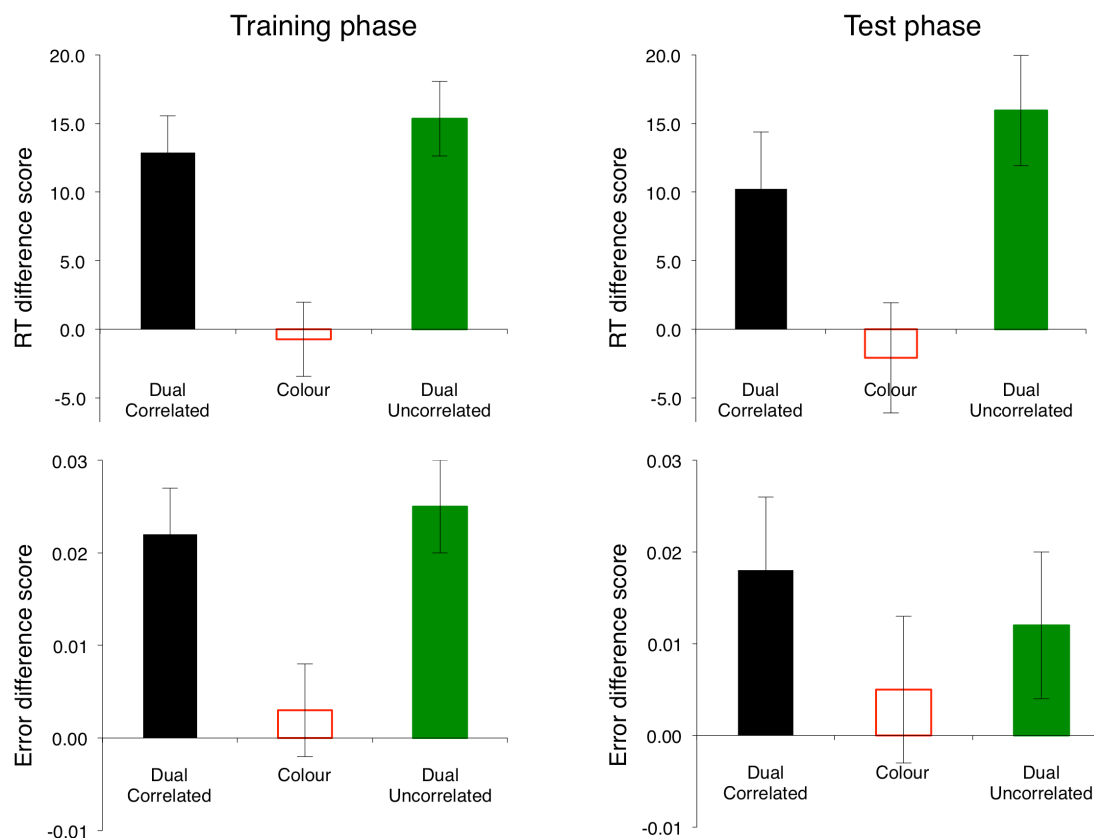 Training phase
RT difference score
20.0
15.0
10.0
5.0
0.0
-5.0
Dual
Correlated
Colour
Dual
Uncorrelated
Test phase
RT difference score
20.0
15.0
10.0
5.0
0.0
-5.0
Dual
Correlated
Colour
Dual
Uncorrelated
Error difference score
0.03
0.02
0.01
0.00
-0.01
Dual
Correlated
Colour
Dual
Uncorrelated
Error difference score
0.03
0.02
0.01
0.00
-0.01
Dual
Correlated
Colour
Dual
Uncorrelated